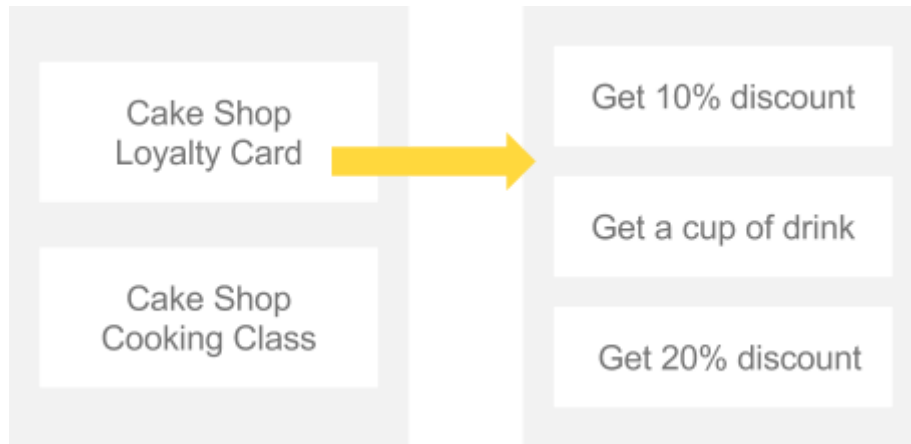 Cake Shop
Loyalty Card
Cake Shop
Cooking Class
Get 10% discount
Get a cup of drink
Get 20% discount